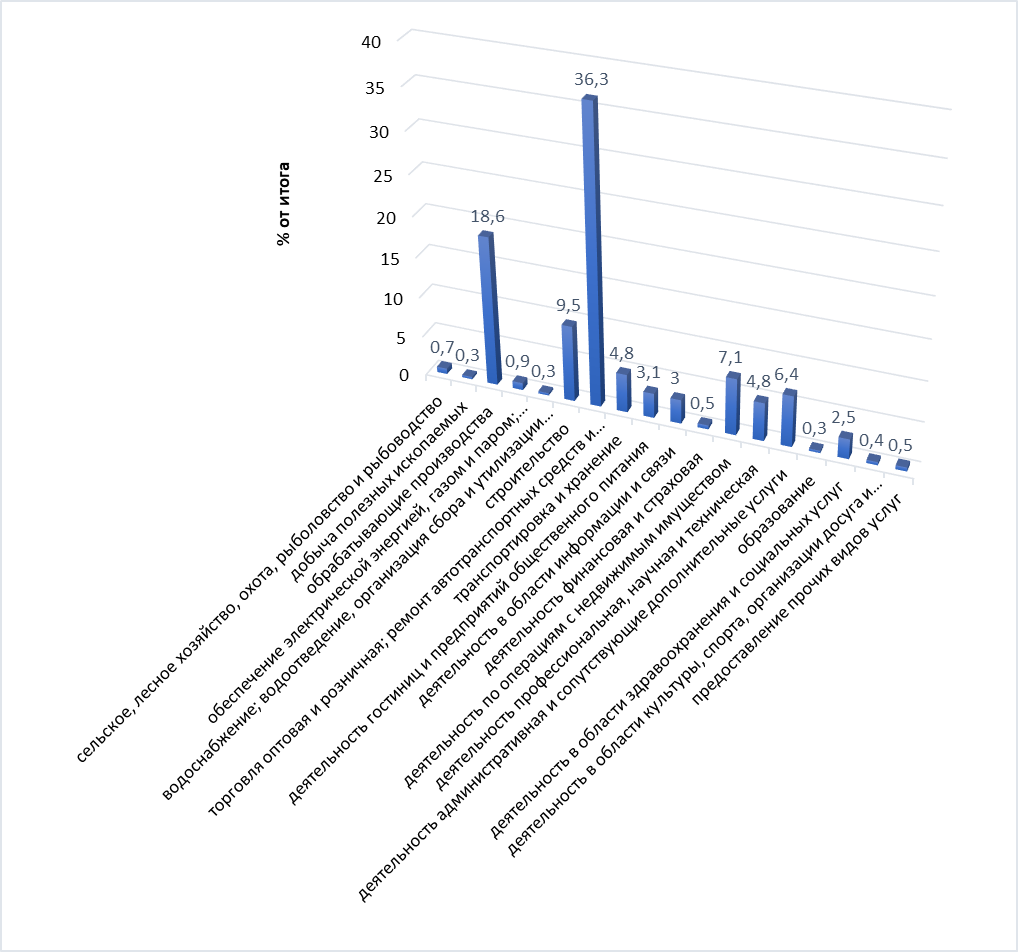 % от итога
40
35
30
25
20
15
10
5
0
0,7
0,3
18,6
0,9
0,3
9,5
36,3
4,8
3,1
3
0,5
7,1
4,8
6,4
0,3
2,5
0,4
0,5
сельское, лесное хозяйство, охота, рыболовство и рыбоводство
добыча полезных ископаемых
обрабатывающие производства
обеспечение электрической энергией, газом и паром;…
водоснабжение; водоотведение, организация сбора и утилизации…
строительство
торговля оптовая и розничная; ремонт автотранспортных средств и…
транспортировка и хранение
деятельность гостиниц и предприятий общественного питания
деятельность в области информации и связи
деятельность финансовая и страховая
деятельность по операциям с недвижимым имуществом
деятельность профессиональная, научная и техническая
деятельность административная и сопутствующие дополнительные услуги
образование
деятельность в области здравоохранения и социальных услуг
деятельность в области культуры, спорта, организации досуга и…
предоставление прочих видов услуг